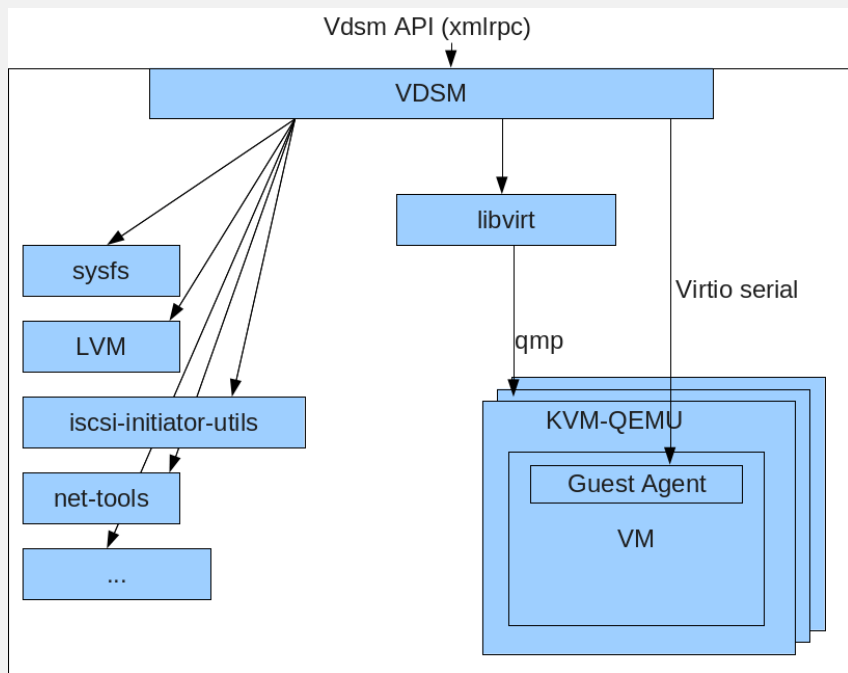 Vdsm API (xmlrpc)
VDSM
libvirt
sysfs
Virtio serial
LVM
qmp
iscsi-initiator-utils
KVM-QEMU
net-tools
Guest Agent
VM
...